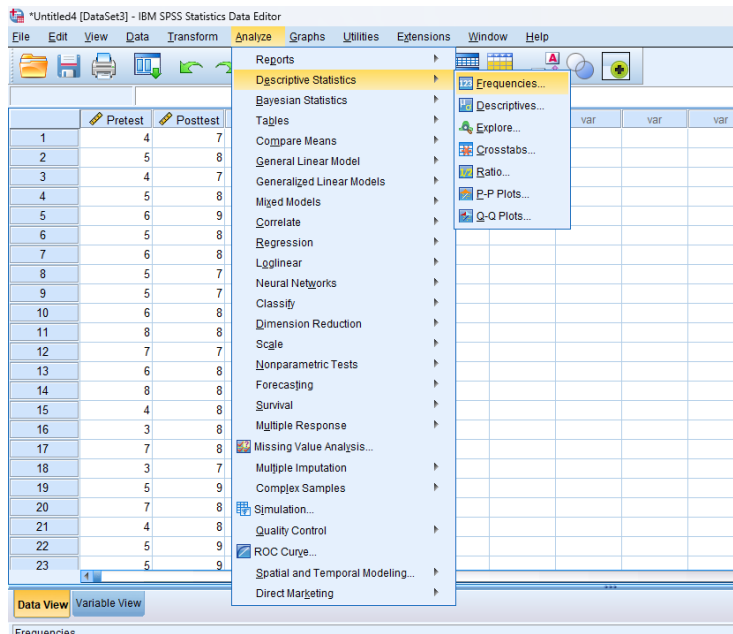 *Untitled4 [DataSet3] - IBM SPSS Statistics Data Editor
File Edit View Data Transform Analyze Graphs Utilities Extensions Window Help
Reports
Descriptive Statistics
Bayesian Statistics
Tables
Compare Means
General Linear Model
Generalized Linear Models
Mixed Models
Correlate
Regression
Loglinear
Neural Networks
Classify
Dimension Reduction
Scale
Nonparametric Tests
Forecasting
Survival
Multiple Response
Missing Value Analysis...
Multiple Imputation
Complex Samples
Simulation...
Quality Control
ROC Curve...
Spatial and Temporal Modeling...
Direct Marketing
Frequencies...
Descriptives...
Explore...
Crosstabs...
Ratio...
P-P Plots...
Q-Q Plots...
Pretest Posttest var var var
1 4 7
2 5 8
3 4 7
4 5 8
5 6 9
6 5 8
7 6 8
8 5 7
9 5 7
10 6 8
11 8 8
12 7 7
13 6 8
14 8 8
15 4 8
16 3 8
17 7 8
18 3 7
19 5 9
20 7 8
21 4 8
22 5 9
23 5 9
Data View Variable View
Frequencies